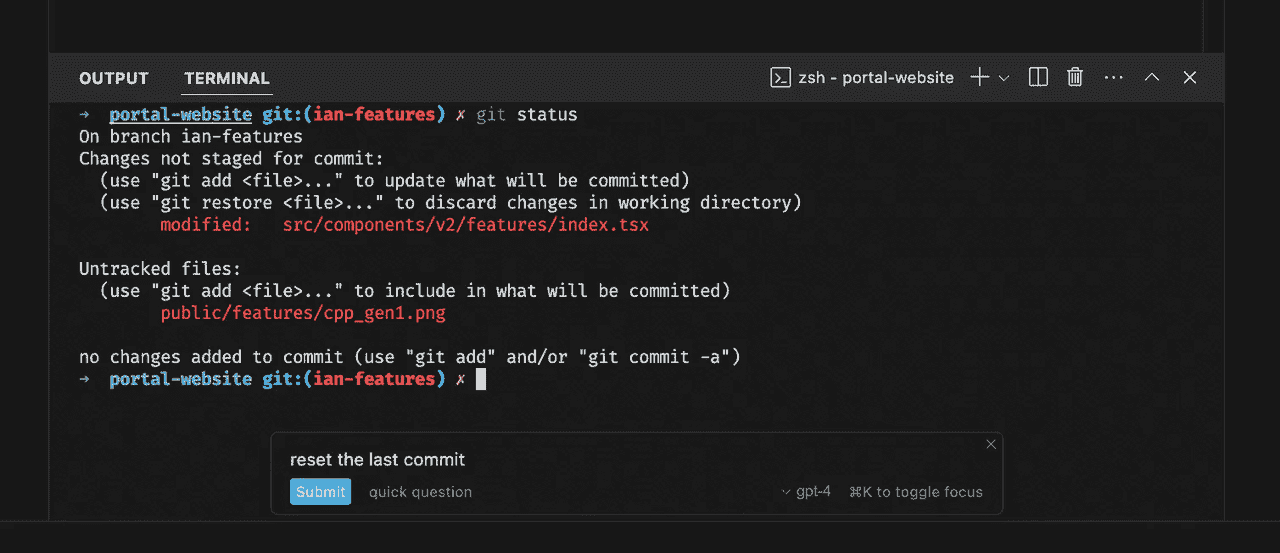 OUTPUT TERMINAL zsh - portal-website
→ portal-website git:(ian-features) ✗ git status
On branch ian-features
Changes not staged for commit:
  (use "git add <file>..." to update what will be committed)
  (use "git restore <file>..." to discard changes in working directory)
        modified:   src/components/v2/features/index.tsx
Untracked files:
  (use "git add <file>..." to include in what will be committed)
        public/features/cpp_gen1.png
no changes added to commit (use "git add" and/or "git commit -a")
→ portal-website git:(ian-features) ✗
reset the last commit
Submit quick question gpt-4 ⌘K to toggle focus